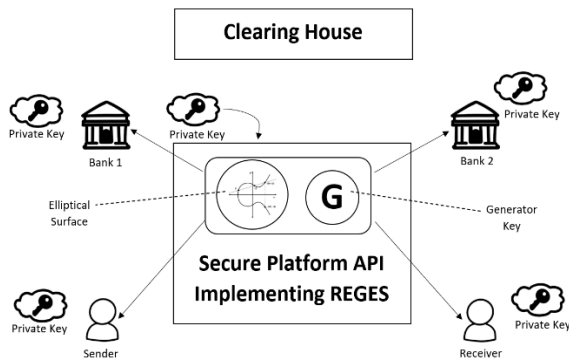 Clearing House
Private Key
Bank 1
Private Key
Private Key
Bank 2
Elliptical
Surface
G
Generator
Key
Secure Platform API
Implementing REGES
Private Key
Sender
Private Key
Receiver